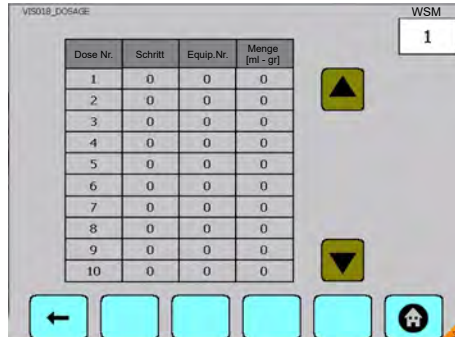 VIS018_DOSAGE
WSM
1
Dose Nr. Schritt Equip.Nr. Menge [ml - gr]
1 0 0 0
2 0 0 0
3 0 0 0
4 0 0 0
5 0 0 0
6 0 0 0
7 0 0 0
8 0 0 0
9 0 0 0
10 0 0 0